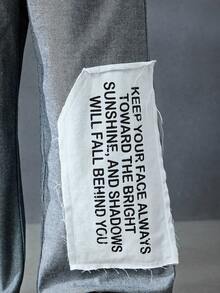 KEEP YOUR FACE ALWAYS
TOWARD THE BRIGHT
SUNSHINE, AND SHADOWS
WILL FALL BEHIND YOU